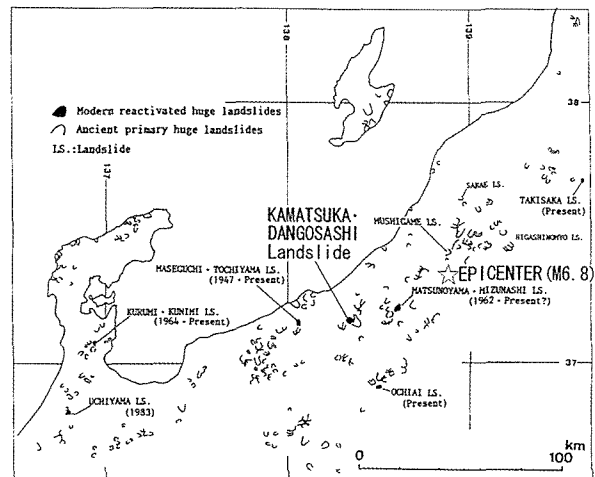 138
139
38
Modern reactivated huge landslides
Ancient primary huge landslides
LS.:Landslide
137
SAKAE LS.
TAKISAKA LS.
(Present)
KAMATSUKA・
DANGOSASHI
Landslide
MUSHIGAME LS.
HIGASHINOMYO LS.
MASEGUCHI・TOCHIYAMA LS.
(1947・Present)
EPICENTER (M6.8)
MATSUNOYAMA・MIZUNASHI LS.
(1962・Present?)
KURUMI・KUNIMI LS.
(1964・Present)
37
UCHIYAMA LS.
(1983)
OCHIAI LS.
(Present)
km
0
100